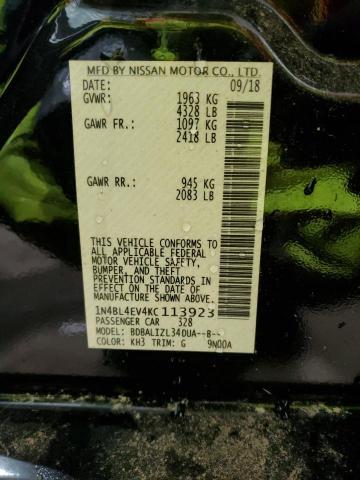 MFD BY NISSAN MOTOR CO., LTD.
DATE: 09/18
GVWR: 1963 KG
4328 LB
GAWR FR.: 1097 KG
2418 LB
GAWR RR.: 945 KG
2083 LB
THIS VEHICLE CONFORMS TO
ALL APPLICABLE FEDERAL
MOTOR VEHICLE SAFETY,
BUMPER, AND THEFT
PREVENTION STANDARDS
IN EFFECT ON THE DATE OF
MANUFACTURE SHOWN ABOVE.
1N4BL4EV4KC113923
PASSENGER CAR 328
MODEL: BDBALIZL34DUA--B--
COLOR: KH3 TRIM: G 9N00A